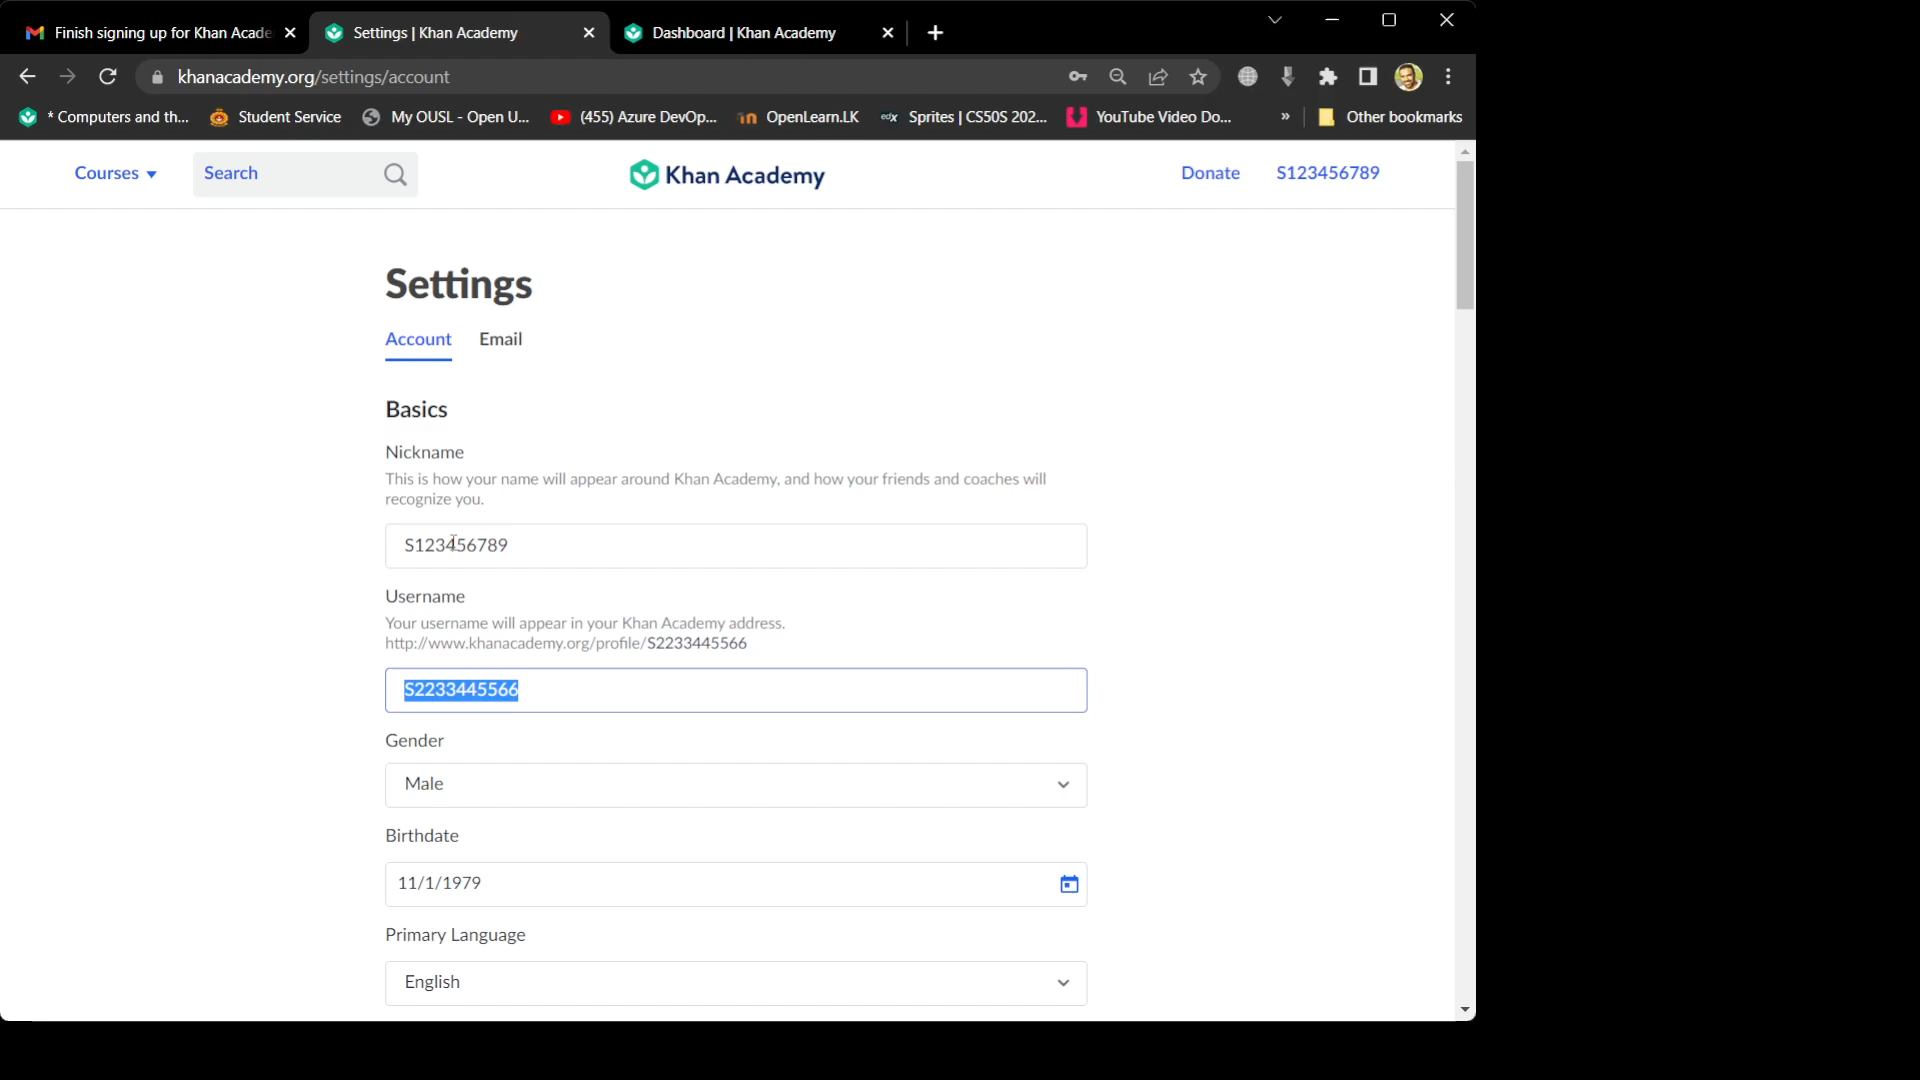 Finish signing up for Khan Acade
Settings | Khan Academy
Dashboard | Khan Academy
khanacademy.org/settings/account
* Computers and th...
Student Service
My OUSL - Open U...
(455) Azure DevOp...
OpenLearn.LK
edX
Sprites | CS50S 202...
YouTube Video Do...
»
Other bookmarks
Courses
Search
Khan Academy
Donate
S123456789
Settings
Account
Email
Basics
Nickname
This is how your name will appear around Khan Academy, and how your friends and coaches will
recognize you.
S123456789
Username
Your username will appear in your Khan Academy address.
http://www.khanacademy.org/profile/S2233445566
S2233445566
Gender
Male
Birthdate
11/1/1979
Primary Language
English